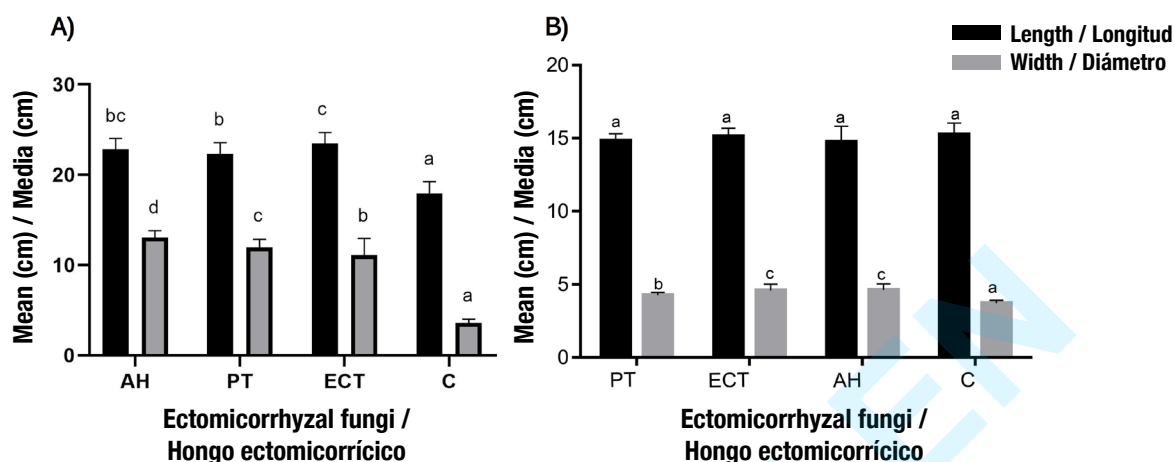 A)
Mean (cm) / Media (cm)
30
20
10
0
bc
d
b
c
c
b
a
a
AH PT ECT C
Ectomicorrhyzal fungi /
Hongo ectomicorrícico
B)
Length / Longitud
Width / Diámetro
Mean (cm) / Media (cm)
20
15
10
5
0
a
b
a
c
a
c
a
a
PT ECT AH C
Ectomicorrhyzal fungi /
Hongo ectomicorrícico
EN